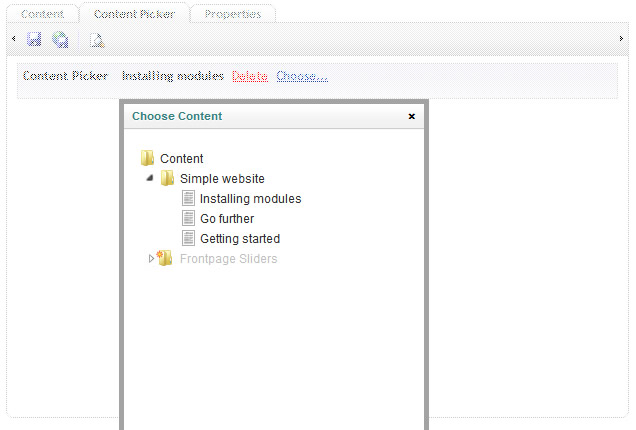 Content Content Picker Properties
Content Picker Installing modules Delete Choose...
Choose Content
Content
Simple website
Installing modules
Go further
Getting started
Frontpage Sliders